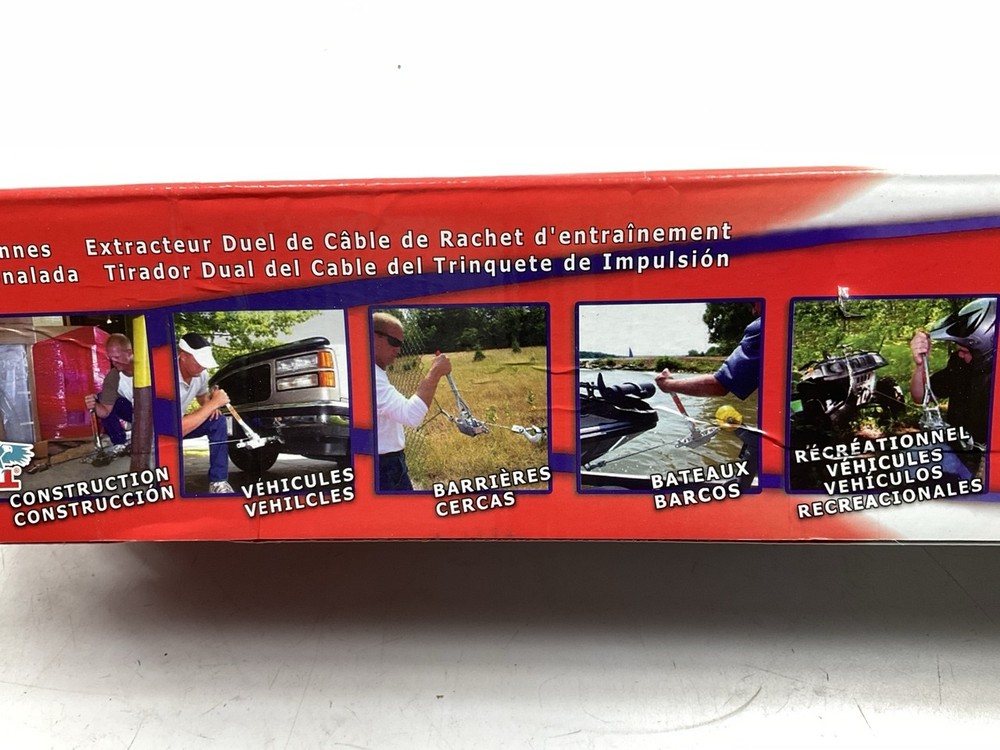 nnes Extracteur Duel de Câble de Rachet d'entraînement
nalada Tirador Dual del Cable del Trinquete de Impulsión
CONSTRUCTION
CONSTRUCCIÓN
VÉHICULES
VEHILCLES
BARRIÈRES
CERCAS
BATEAUX
BARCOS
RÉCRÉATIONNEL
VÉHICULES
VEHÍCULOS
RECREACIONALES